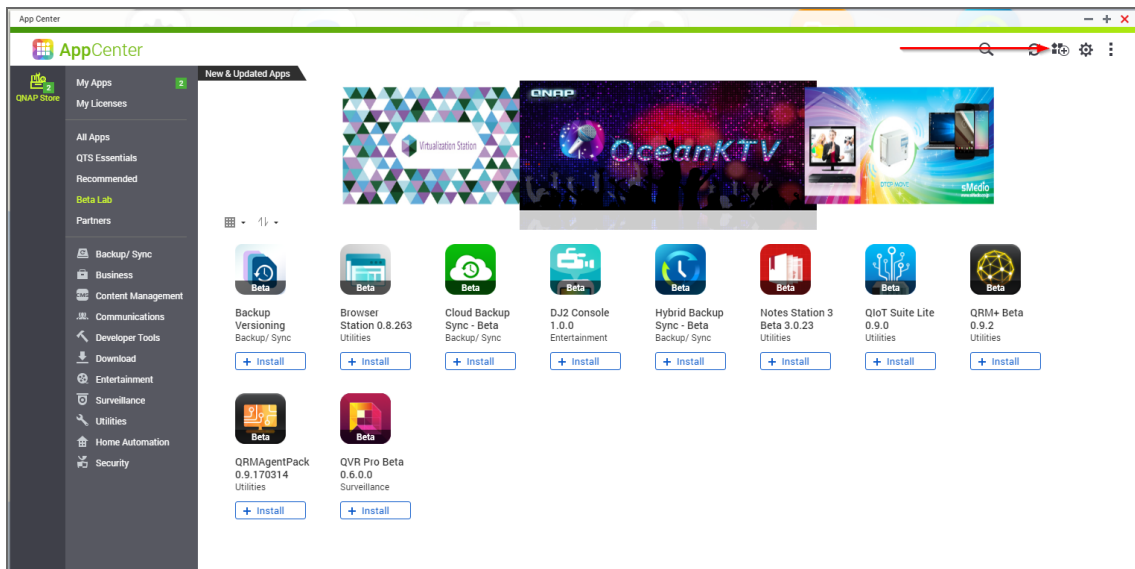 App Center
AppCenter
2
QNAP Store
My Apps 2
My Licenses
All Apps
QTS Essentials
Recommended
Beta Lab
Partners
Backup/ Sync
Business
Content Management
Communications
Developer Tools
Download
Entertainment
Surveillance
Utilities
Home Automation
Security
New & Updated Apps
Virtualization Station
QNAP
OceanKTV
DTCP MOVE
sMedio
Beta Beta Beta Beta Beta Beta Beta Beta
Backup Browser Cloud Backup DJ2 Console Hybrid Backup Notes Station 3 QIoT Suite Lite QRM+ Beta
Versioning Station 0.8.263 Sync - Beta 1.0.0 Sync - Beta Beta 3.0.23 0.9.0 0.9.2
Backup/ Sync Utilities Backup/ Sync Entertainment Backup/ Sync Utilities Utilities Utilities
+ Install + Install + Install + Install + Install + Install + Install + Install
Beta Beta
QRMAgentPack QVR Pro Beta
0.9.170314 0.6.0.0
Utilities Surveillance
+ Install + Install